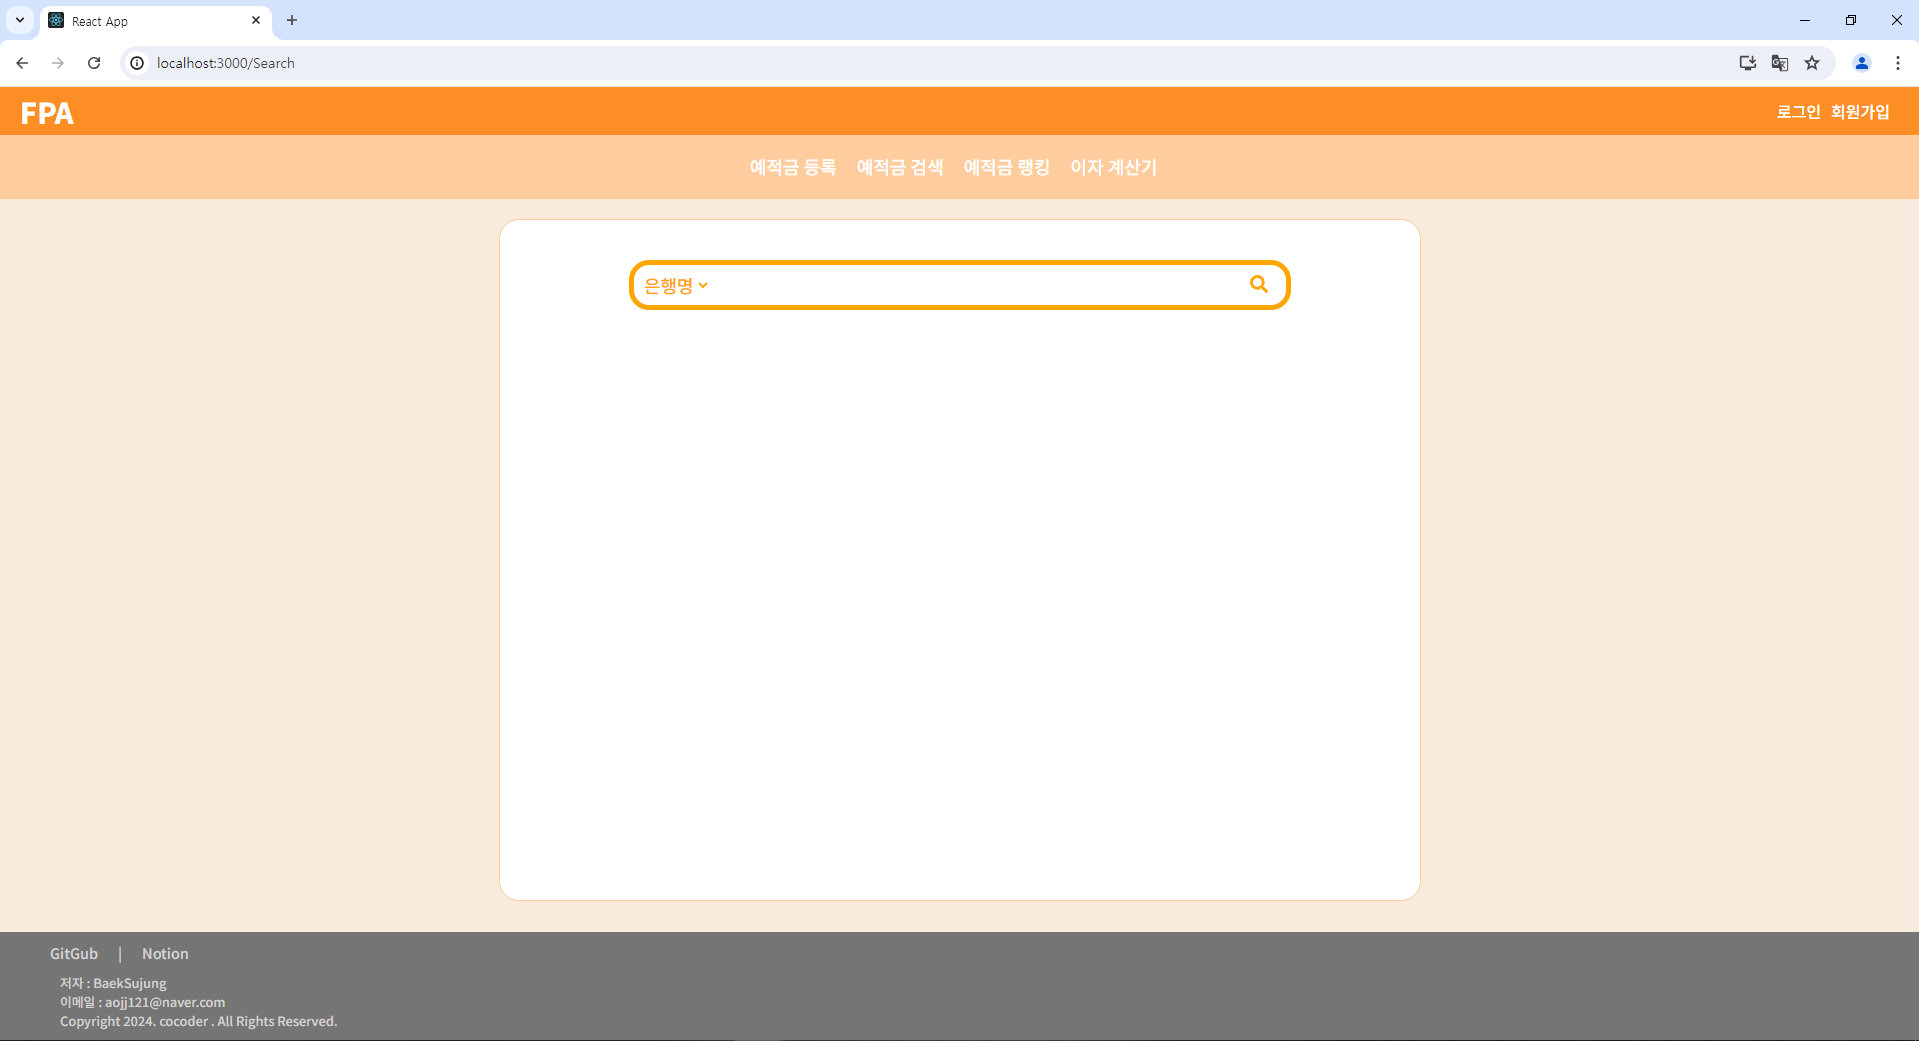 React App
localhost:3000/Search
FPA
로그인 회원가입
예적금 등록 예적금 검색 예적금 랭킹 이자 계산기
은행명
GitGub | Notion
저자 : BaekSujung
이메일 : aojj121@naver.com
Copyright 2024. cocoder . All Rights Reserved.